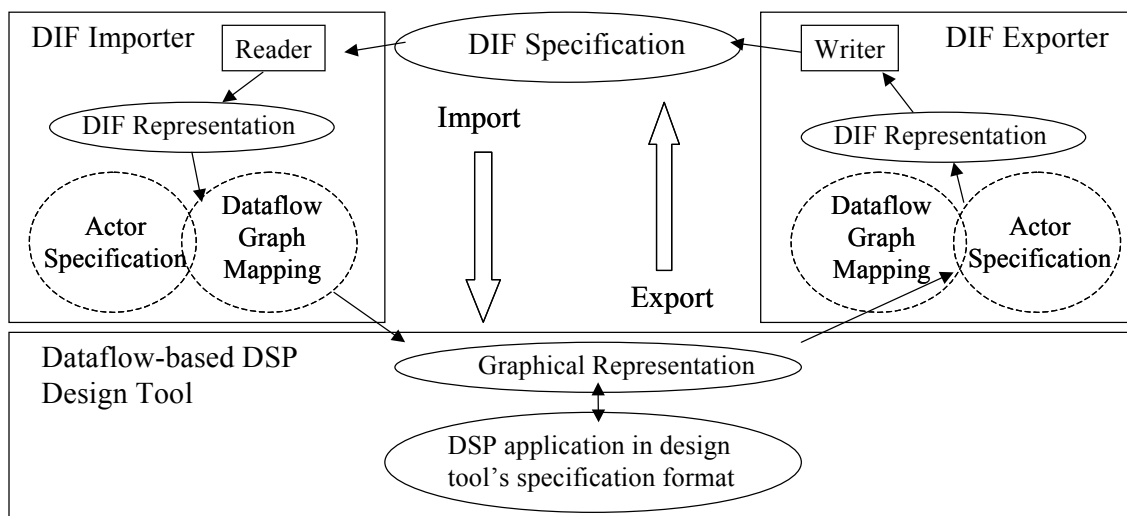 DIF Importer
Reader
DIF Representation
Actor
Specification
Dataflow
Graph
Mapping
DIF Specification
Import
Export
DIF Exporter
Writer
DIF Representation
Dataflow
Graph
Mapping
Actor
Specification
Dataflow-based DSP
Design Tool
Graphical Representation
DSP application in design
tool's specification format